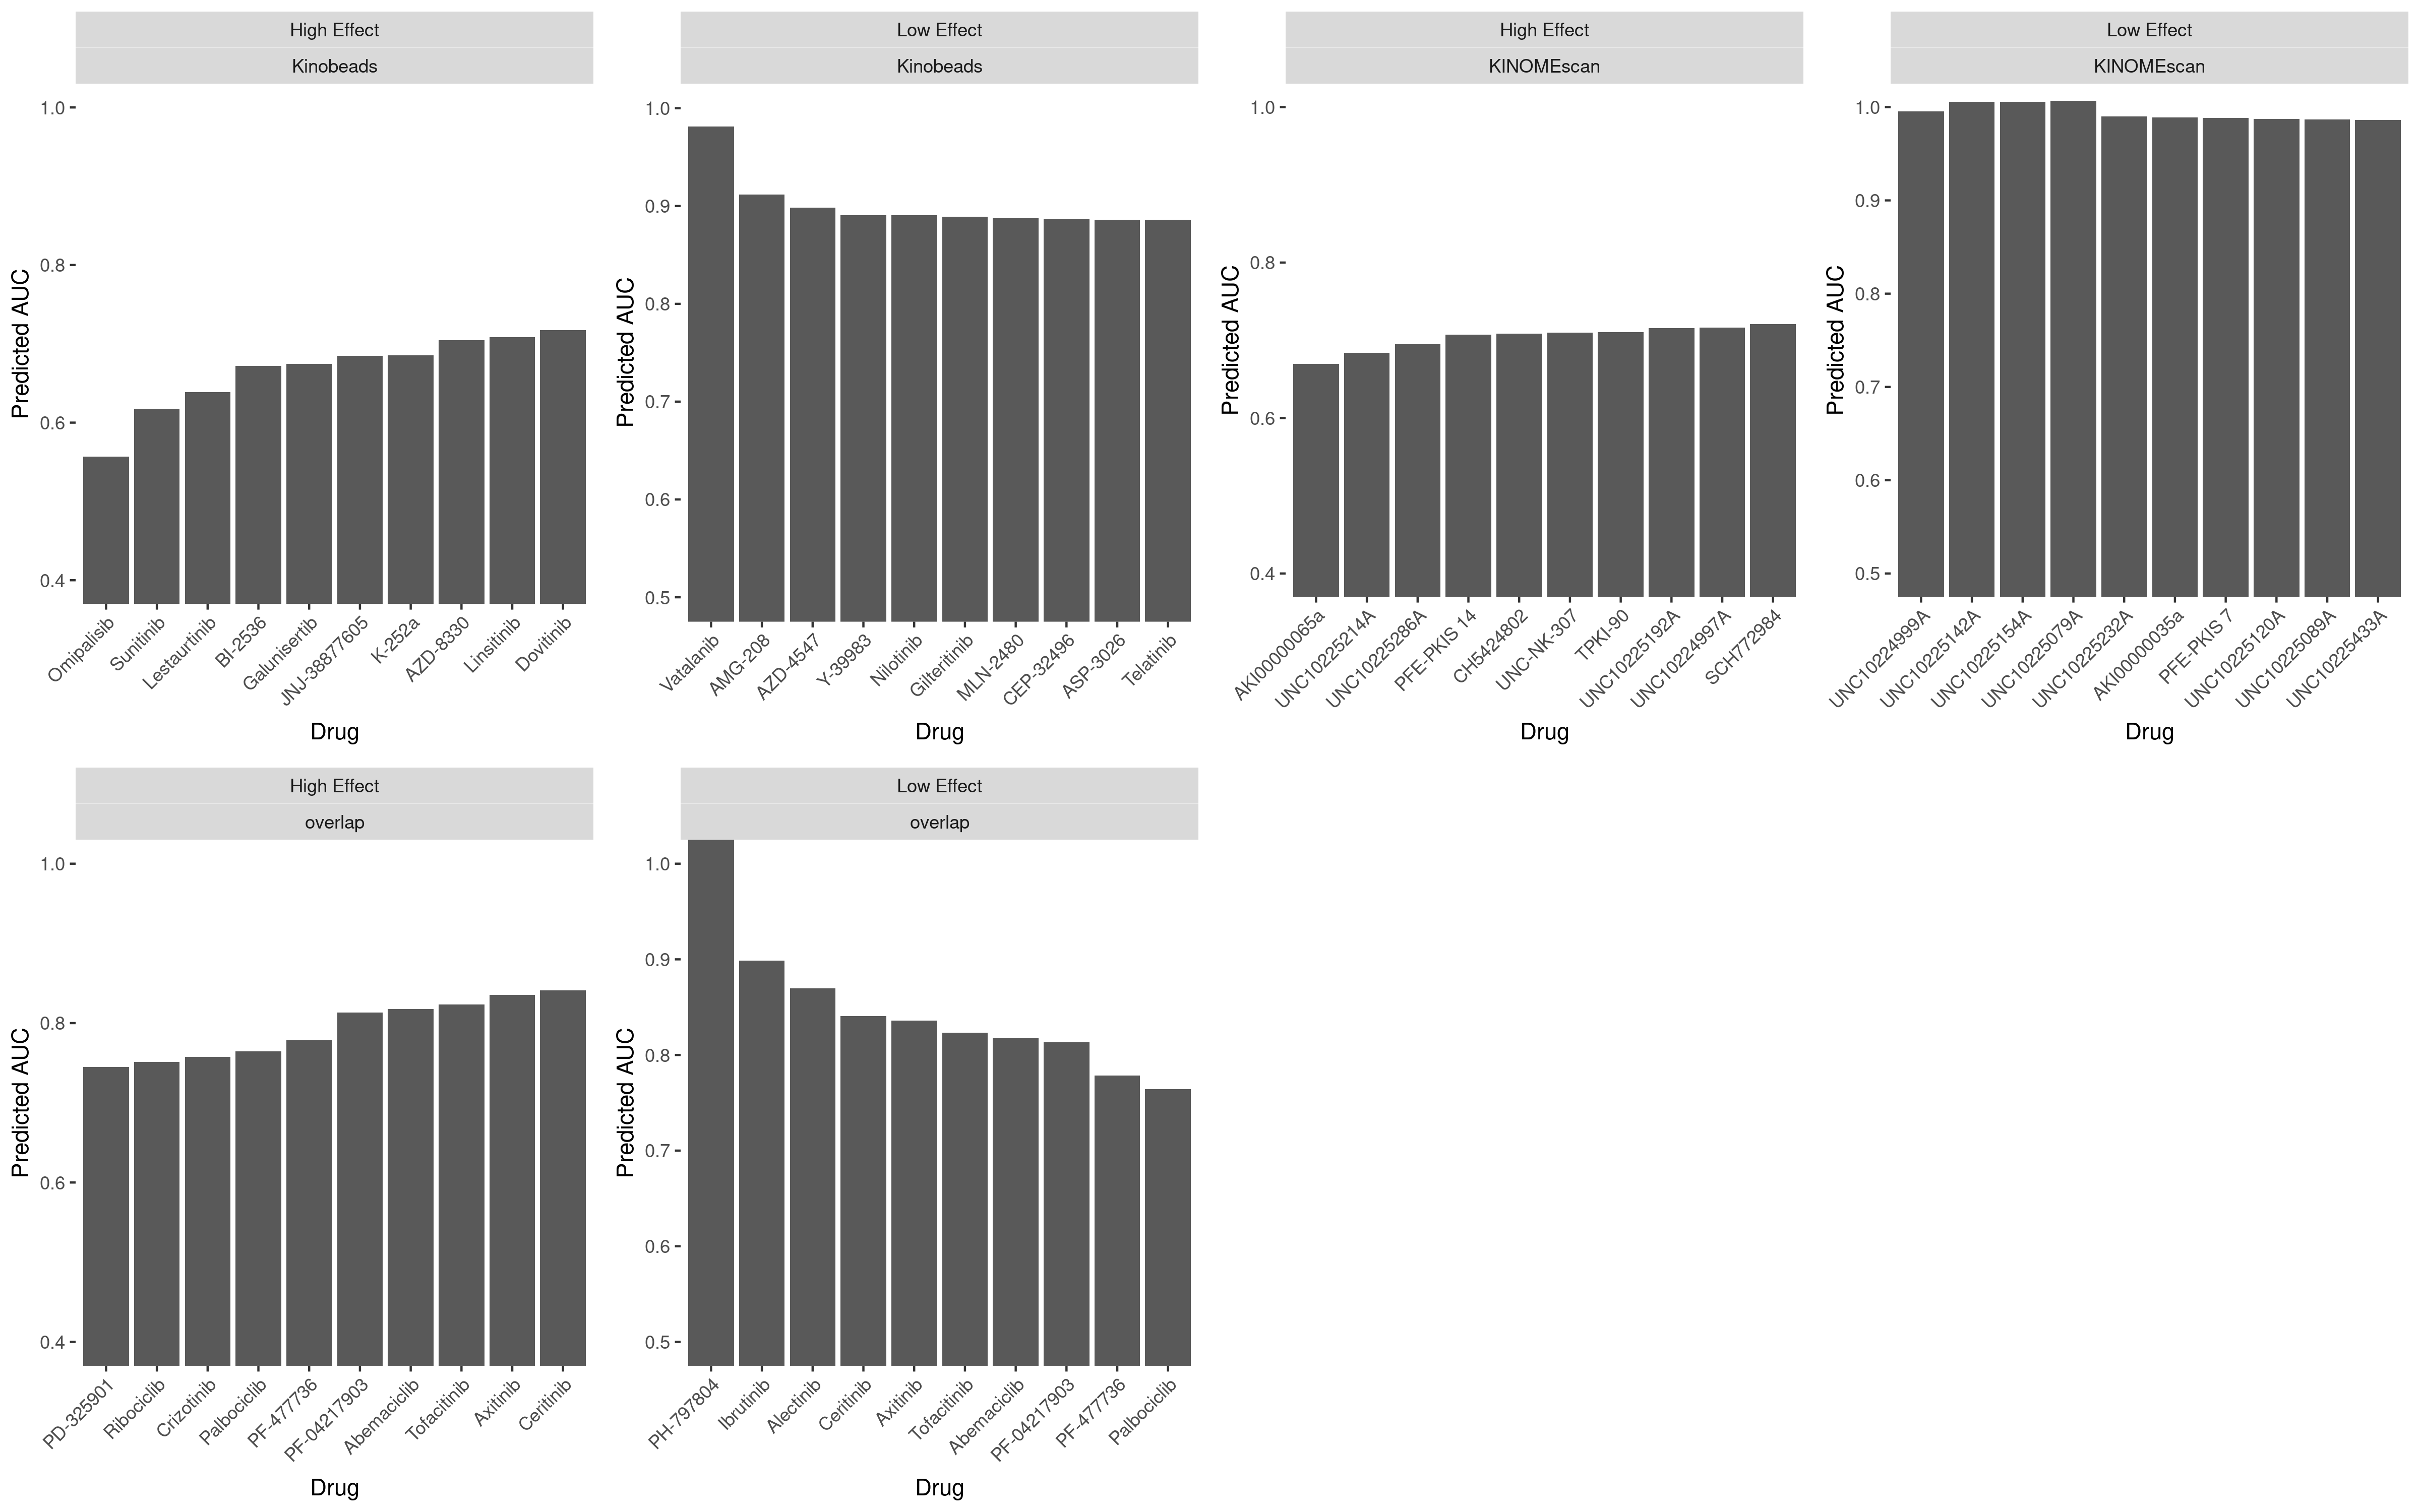 High Effect
Kinobeads
Predicted AUC
1.0
0.8
0.6
0.4
Omipalisib
Sunitinib
Lestaurtinib
BI-2536
Galunisertib
JNJ-38877605
K-252a
AZD-8330
Linsitinib
Dovitinib
Drug
Low Effect
Kinobeads
Predicted AUC
1.0
0.9
0.8
0.7
0.6
0.5
Vatalanib
AMG-208
AZD-4547
Y-39983
Nilotinib
Gilteritinib
MLN-2480
CEP-32496
ASP-3026
Telatinib
Drug
High Effect
KINOMEscan
Predicted AUC
1.0
0.8
0.6
0.4
AKI00000065a
UNC10225214A
UNC10225286A
PFE-PKIS 14
CH5424802
UNC-NK-307
TPKI-90
UNC10225192A
UNC10224997A
SCH772984
Drug
Low Effect
KINOMEscan
Predicted AUC
1.0
0.9
0.8
0.7
0.6
0.5
UNC10224999A
UNC10225142A
UNC10225154A
UNC10225079A
UNC10225232A
AKI00000035a
PFE-PKIS 7
UNC10225120A
UNC10225089A
UNC10225433A
Drug
High Effect
overlap
Predicted AUC
1.0
0.8
0.6
0.4
PD-325901
Ribociclib
Crizotinib
Palbociclib
PF-477736
PF-04217903
Abemaciclib
Tofacitinib
Axitinib
Ceritinib
Drug
Low Effect
overlap
Predicted AUC
1.0
0.9
0.8
0.7
0.6
0.5
PH-797804
Ibrutinib
Alectinib
Ceritinib
Axitinib
Tofacitinib
Abemaciclib
PF-04217903
PF-477736
Palbociclib
Drug